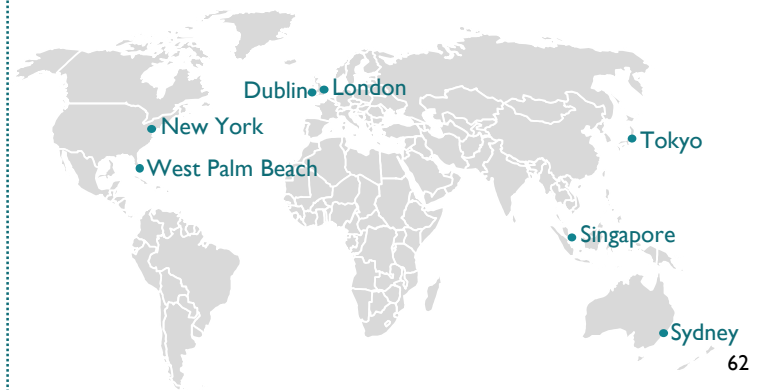 Dublin
London
New York
Tokyo
West Palm Beach
Singapore
Sydney
62